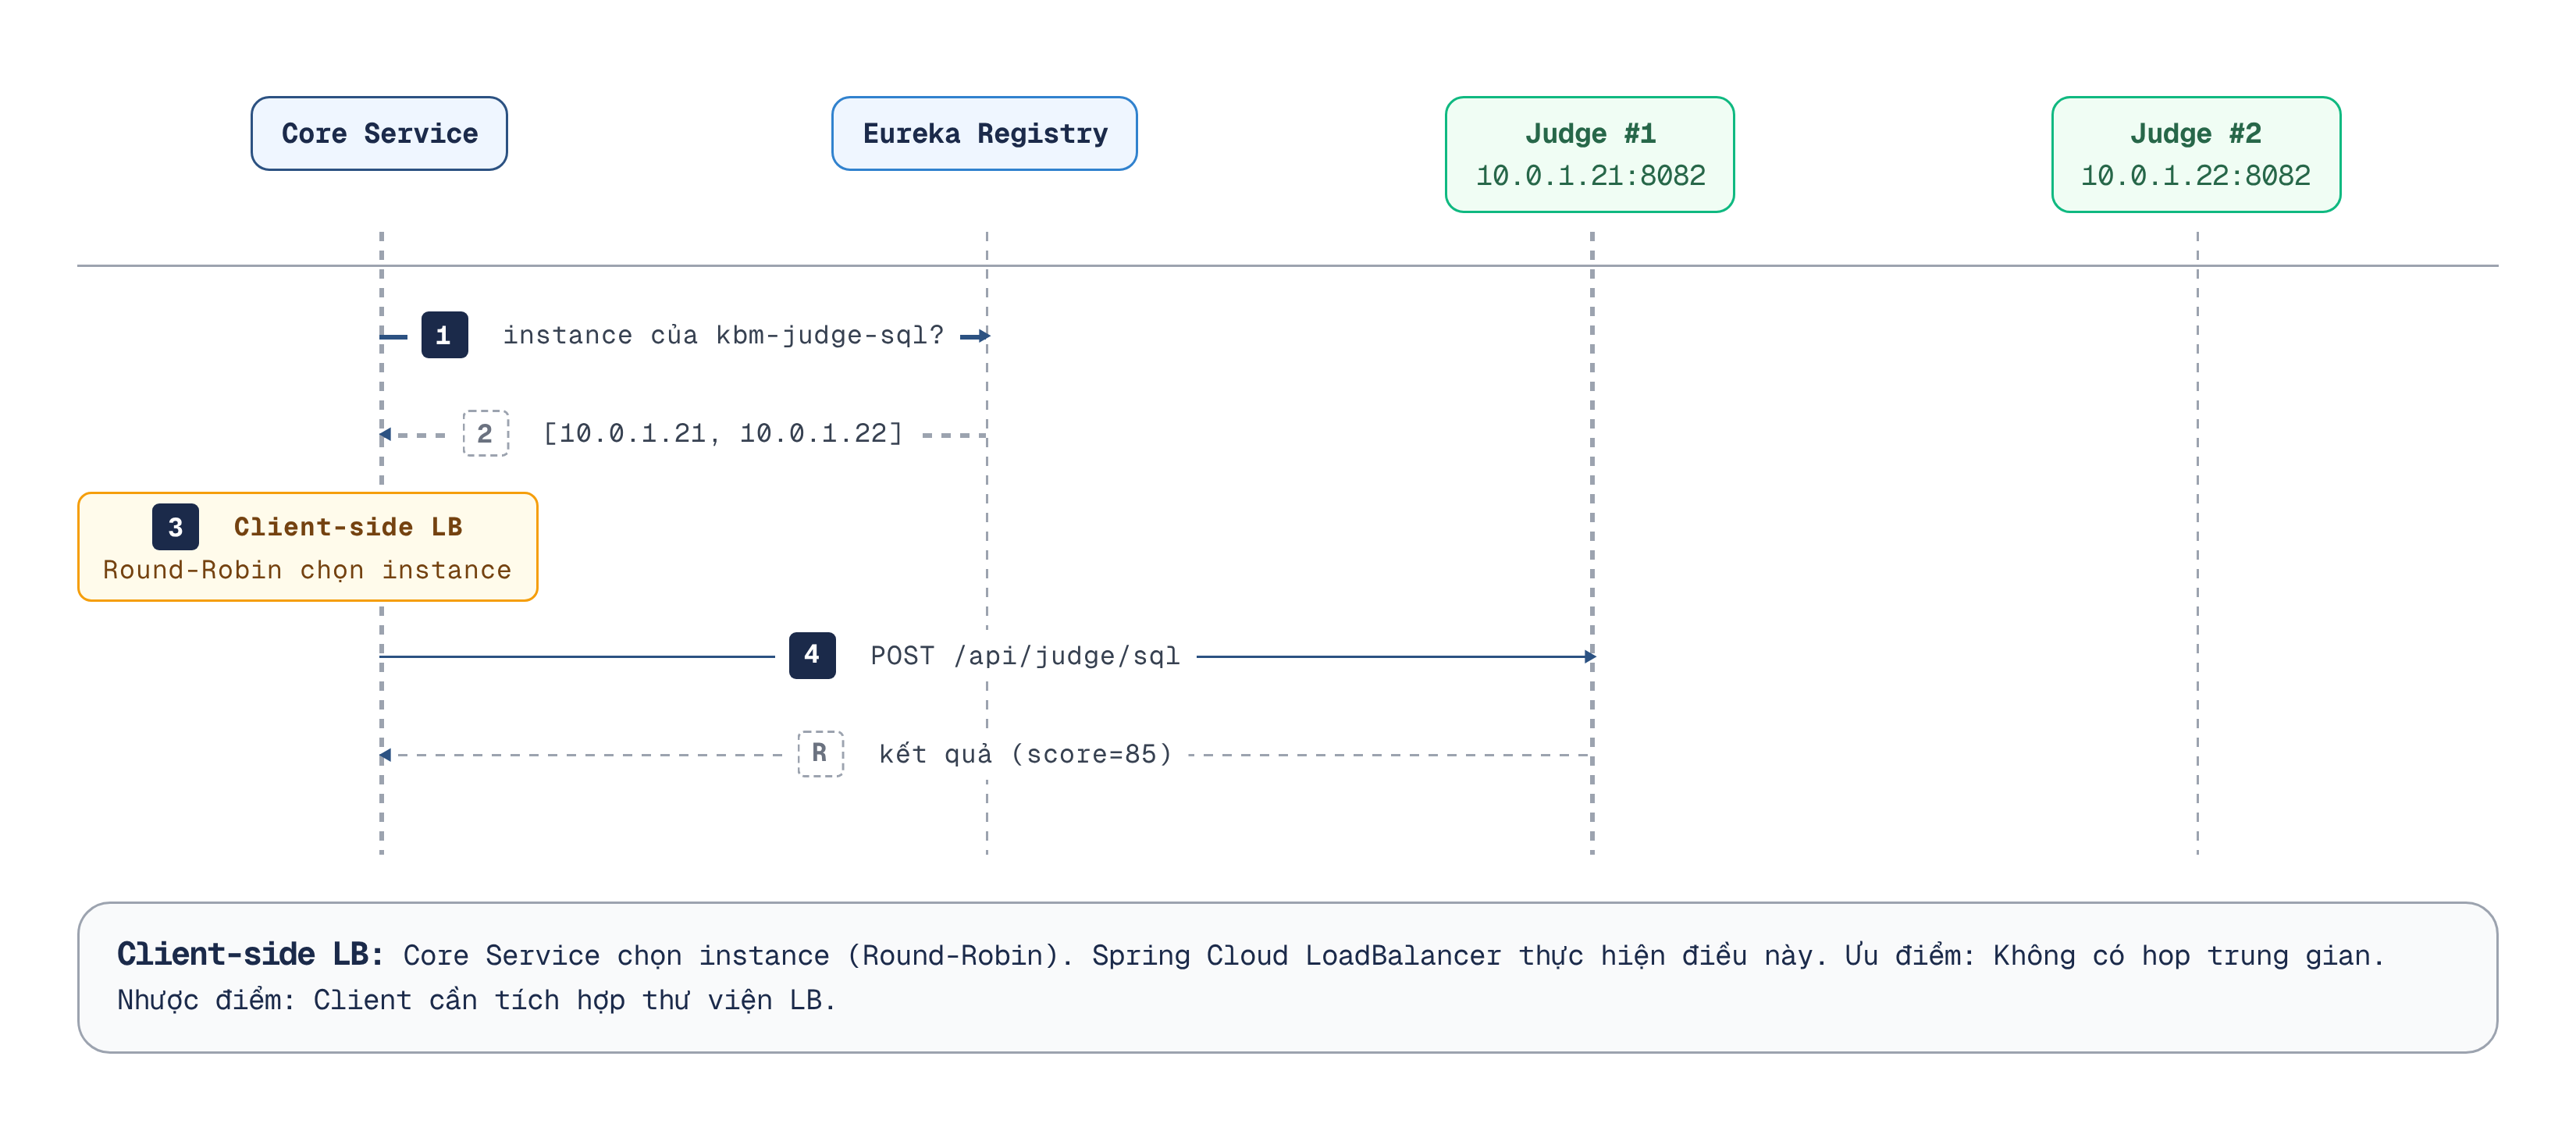 Core Service
Eureka Registry
Judge #1
10.0.1.21:8082
Judge #2
10.0.1.22:8082
1 instance của kbm-judge-sql?
2 [10.0.1.21, 10.0.1.22]
3 Client-side LB
Round-Robin chọn instance
4 POST /api/judge/sql
R kết quả (score=85)
Client-side LB: Core Service chọn instance (Round-Robin). Spring Cloud LoadBalancer thực hiện điều này. Ưu điểm: Không có hop trung gian.
Nhược điểm: Client cần tích hợp thư viện LB.